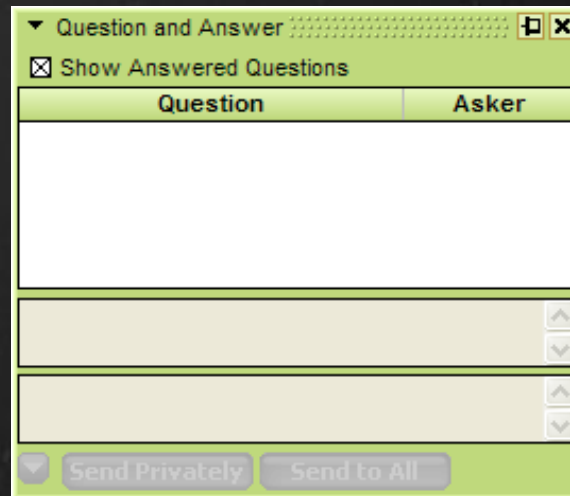 Question and Answer
Show Answered Questions
Question Asker
Send Privately Send to All